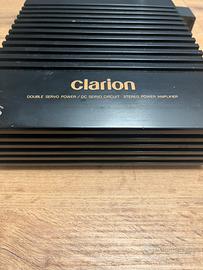 clarion
DOUBLE SERVO POWER / DC SERVO CIRCUIT · STEREO POWER AMPLIFIER